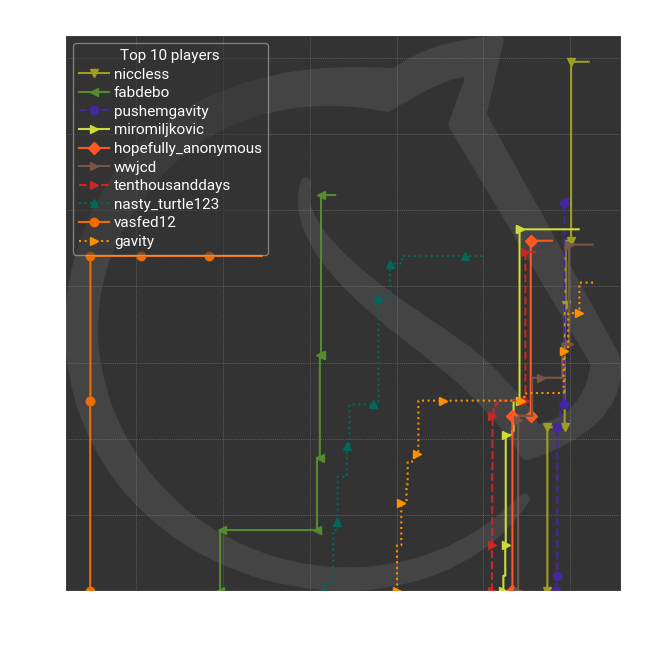 Top 10 players
niccless
fabdebo
pushemgavity
miromiljkovic
hopefully_anonymous
wwjcd
tenthousanddays
nasty_turtle123
vasfed12
gavity